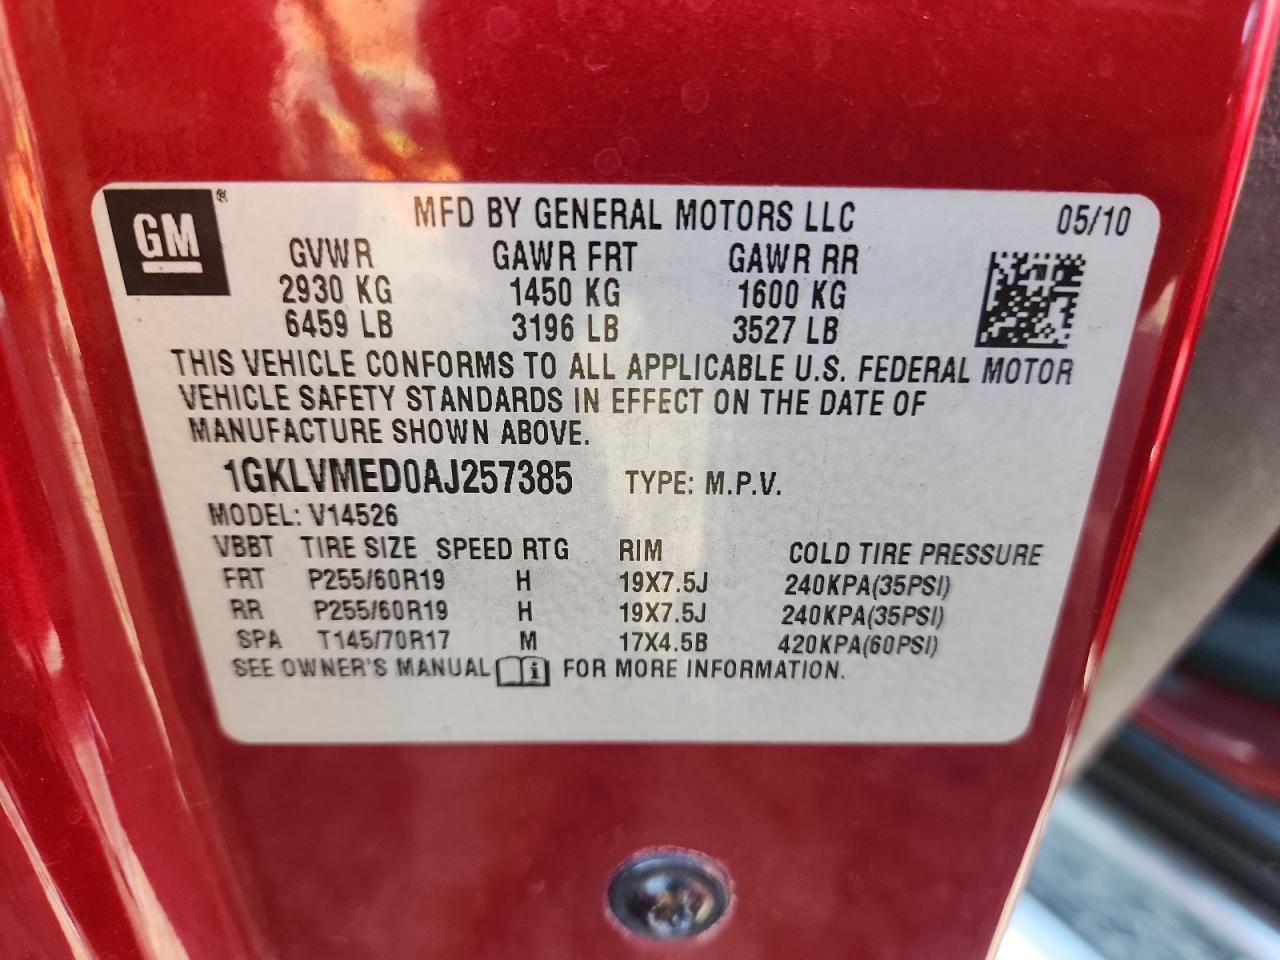 GM ®
MFD BY GENERAL MOTORS LLC 05/10
GVWR GAWR FRT GAWR RR
2930 KG 1450 KG 1600 KG
6459 LB 3196 LB 3527 LB
THIS VEHICLE CONFORMS TO ALL APPLICABLE U.S. FEDERAL MOTOR
VEHICLE SAFETY STANDARDS IN EFFECT ON THE DATE OF
MANUFACTURE SHOWN ABOVE.
1GKLVMED0AJ257385 TYPE: M.P.V.
MODEL: V14526
VBBT TIRE SIZE SPEED RTG RIM COLD TIRE PRESSURE
FRT P255/60R19 H 19X7.5J 240KPA(35PSI)
RR P255/60R19 H 19X7.5J 240KPA(35PSI)
SPA T145/70R17 M 17X4.5B 420KPA(60PSI)
SEE OWNER'S MANUAL i FOR MORE INFORMATION.